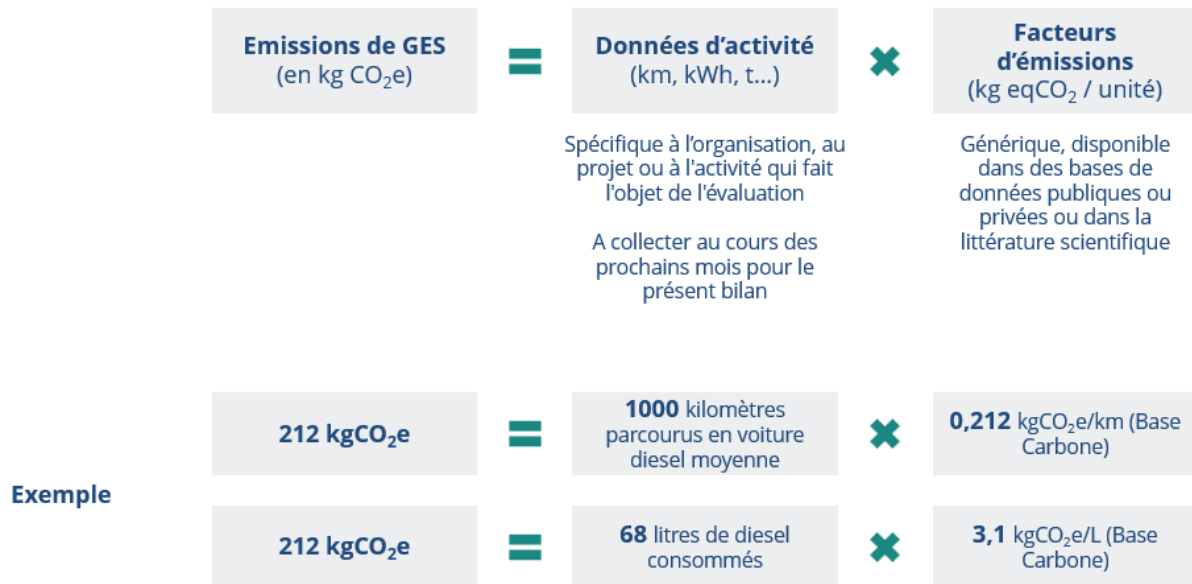 Emissions de GES
(en kg CO₂e)
=
Données d'activité
(km, kWh, t...)
✖
Facteurs
d'émissions
(kg eqCO₂ / unité)
Spécifique à l'organisation, au
projet ou à l'activité qui fait
l'objet de l'évaluation
A collecter au cours des
prochains mois pour le
présent bilan
Générique, disponible
dans des bases de
données publiques ou
privées ou dans la
littérature scientifique
Exemple
212 kgCO₂e
=
1000 kilomètres
parcourus en voiture
diesel moyenne
✖
0,212 kgCO₂e/km (Base
Carbone)
212 kgCO₂e
=
68 litres de diesel
consommés
✖
3,1 kgCO₂e/L (Base
Carbone)